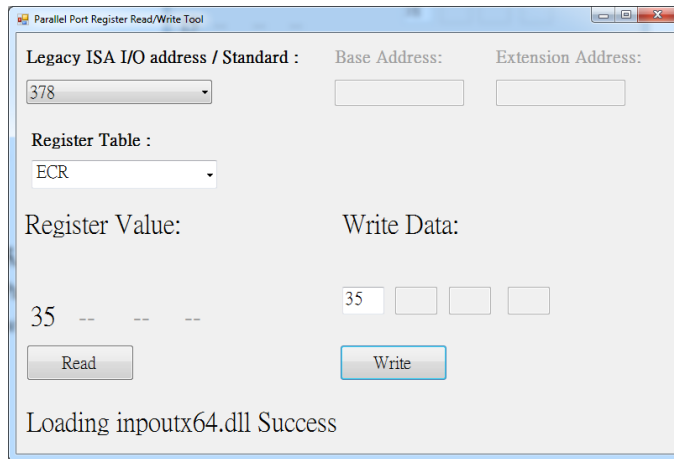 Parallel Port Register Read/Write Tool
Legacy ISA I/O address / Standard : Base Address: Extension Address:
378
Register Table :
ECR
Register Value: Write Data:
35
35 -- -- --
Read Write
Loading inpoutx64.dll Success